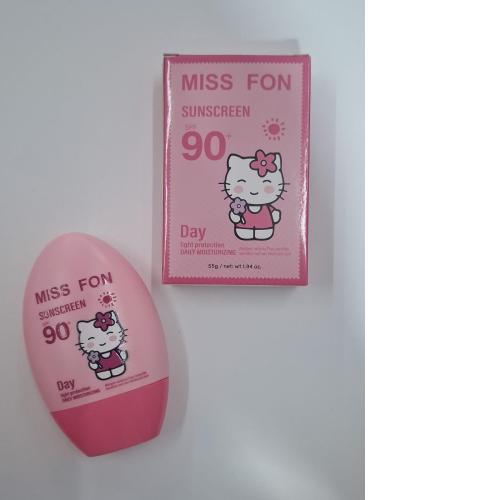 MISS FON
SUNSCREEN
SPF
90+
Day
light protection
DAILY MOISTURIZING
55g / net: wt 1.94 oz.
MISS FON
SUNSCREEN
SPF
90+
Day
light protection
DAILY MOISTURIZING